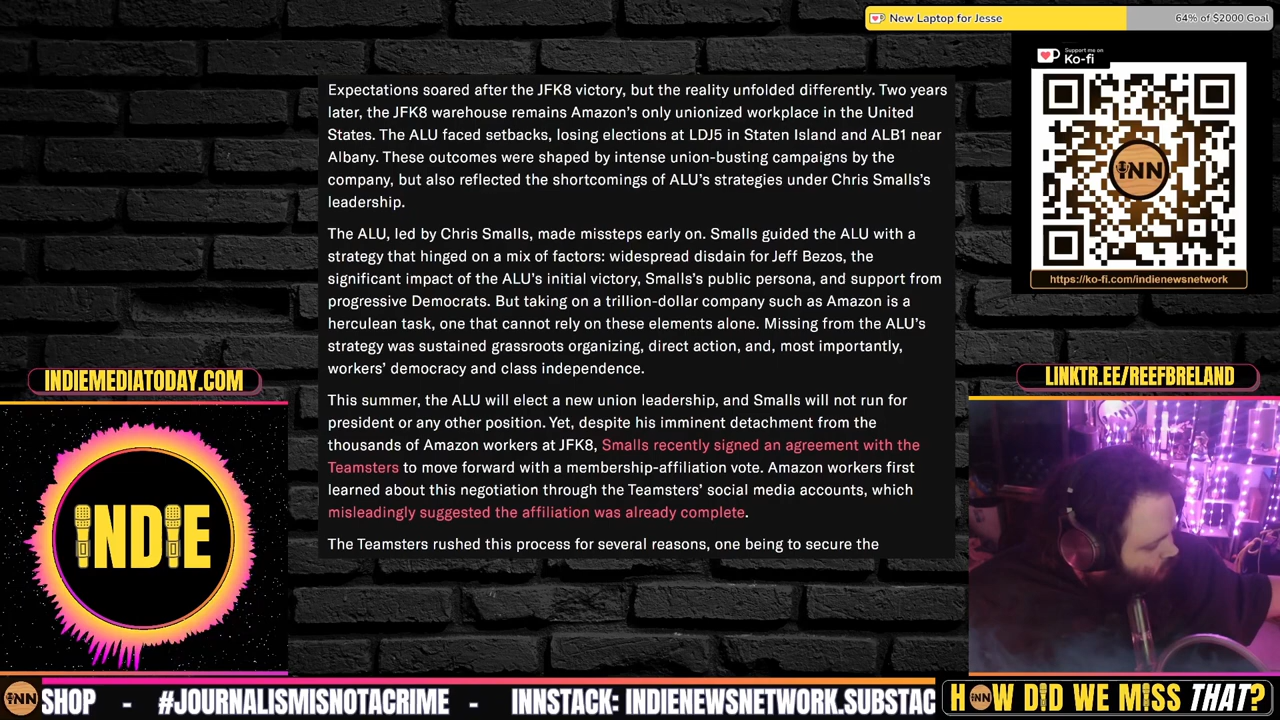 New Laptop for Jesse
64% of $2000 Goal
Support me on
Ko-fi
Expectations soared after the JFK8 victory, but the reality unfolded differently. Two years
later, the JFK8 warehouse remains Amazon's only unionized workplace in the United
States. The ALU faced setbacks, losing elections at LDJ5 in Staten Island and ALB1 near
Albany. These outcomes were shaped by intense union-busting campaigns by the
company, but also reflected the shortcomings of ALU's strategies under Chris Smalls's
leadership.
The ALU, led by Chris Smalls, made missteps early on. Smalls guided the ALU with a
strategy that hinged on a mix of factors: widespread disdain for Jeff Bezos, the
significant impact of the ALU's initial victory, Smalls's public persona, and support from
progressive Democrats. But taking on a trillion-dollar company such as Amazon is a
herculean task, one that cannot rely on these elements alone. Missing from the ALU's
strategy was sustained grassroots organizing, direct action, and, most importantly,
workers' democracy and class independence.
This summer, the ALU will elect a new union leadership, and Smalls will not run for
president or any other position. Yet, despite his imminent detachment from the
thousands of Amazon workers at JFK8, Smalls recently signed an agreement with the
Teamsters to move forward with a membership-affiliation vote. Amazon workers first
learned about this negotiation through the Teamsters' social media accounts, which
misleadingly suggested the affiliation was already complete.
The Teamsters rushed this process for several reasons, one being to secure the
INN
https://ko-fi.com/indienewsnetwork
INDIEMEDIATODAY.COM
LINKTR.EE/REEFBRELAND
INDIE
INN
SHOP - #JOURNALISMISNOTACRIME - INNSTACK: INDIENEWSNETWORK.SUBSTAC
HOW DID WE MISS THAT?
INN